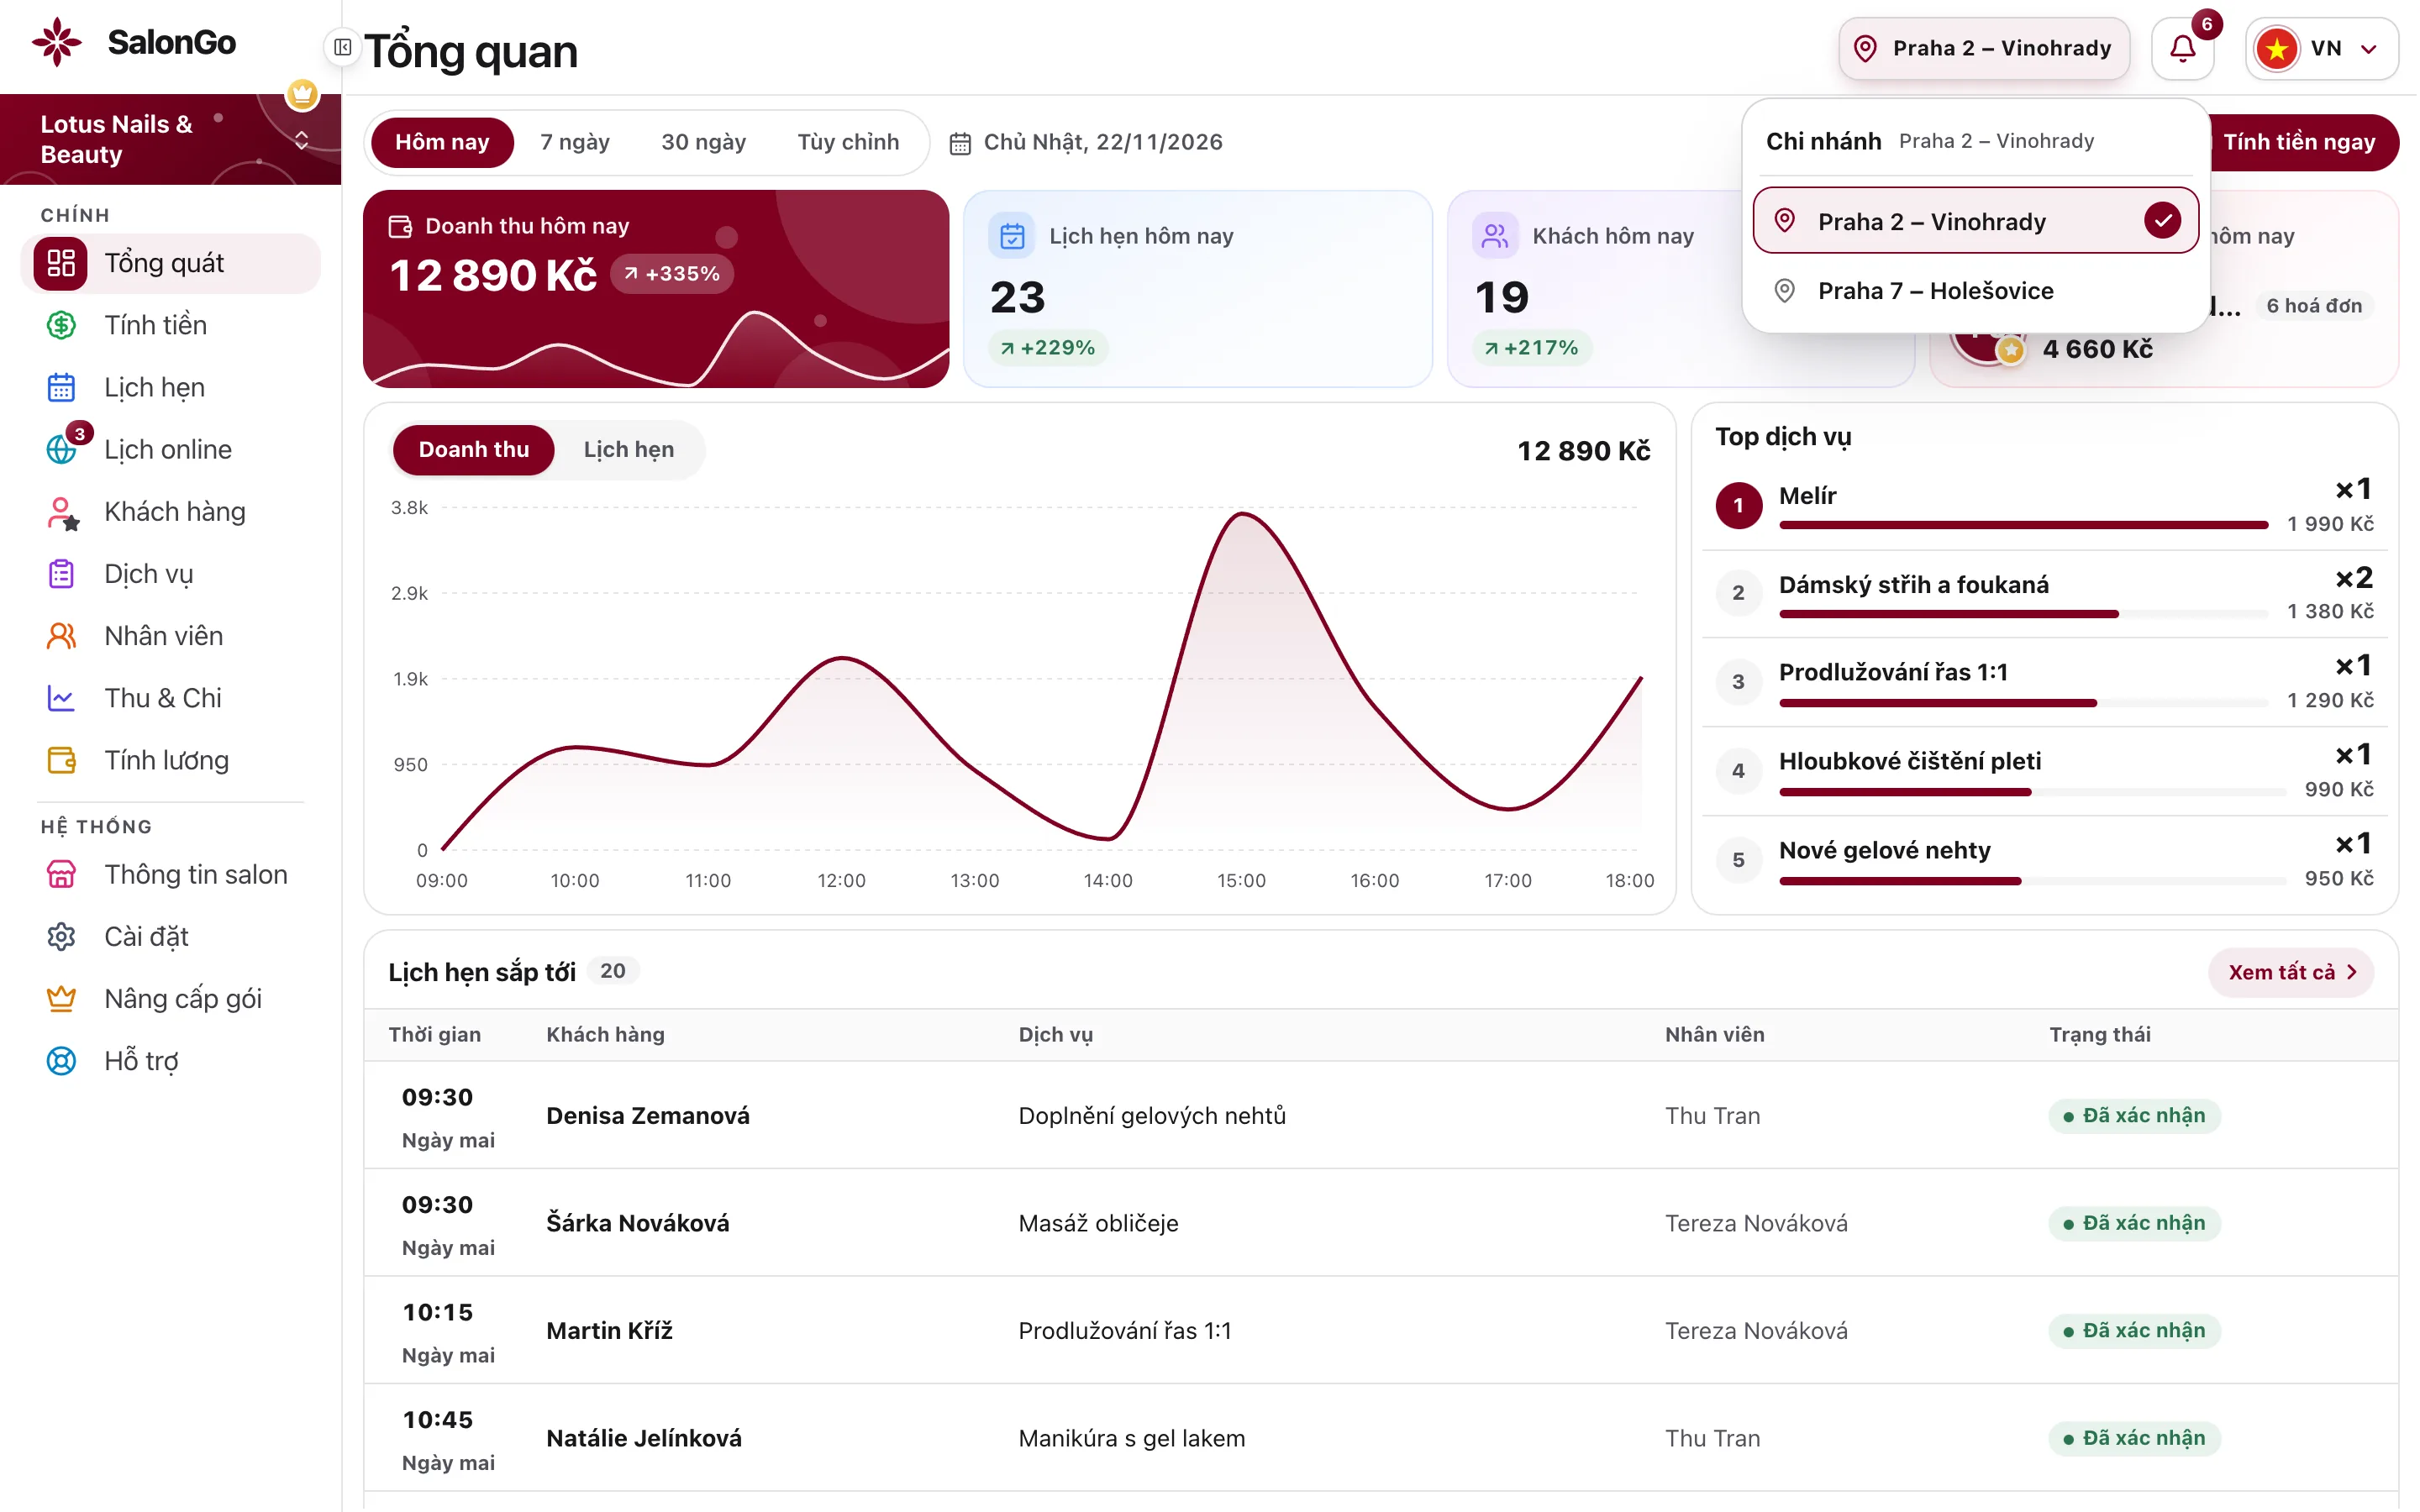 SalonGo
Lotus Nails &
Beauty
CHÍNH
Tổng quát
Tính tiền
Lịch hẹn
3
Lịch online
Khách hàng
Dịch vụ
Nhân viên
Thu & Chi
Tính lương
HỆ THỐNG
Thông tin salon
Cài đặt
Nâng cấp gói
Hỗ trợ
Tổng quan
Praha 2 – Vinohrady
6
VN
Hôm nay
7 ngày
30 ngày
Tùy chỉnh
Chủ Nhật, 22/11/2026
Tính tiền ngay
Chi nhánh Praha 2 – Vinohrady
Praha 2 – Vinohrady
Praha 7 – Holešovice
Doanh thu hôm nay
12 890 Kč
+335%
Lịch hẹn hôm nay
23
+229%
Khách hôm nay
19
+217%
hôm nay
6 hoá đơn
4 660 Kč
Doanh thu
Lịch hẹn
12 890 Kč
3.8k
2.9k
1.9k
950
0
09:00 10:00 11:00 12:00 13:00 14:00 15:00 16:00 17:00 18:00
Top dịch vụ
1 Melír ×1
1 990 Kč
2 Dámský střih a foukaná ×2
1 380 Kč
3 Prodlužování řas 1:1 ×1
1 290 Kč
4 Hloubkové čištění pleti ×1
990 Kč
5 Nové gelové nehty ×1
950 Kč
Lịch hẹn sắp tới 20
Xem tất cả
Thời gian Khách hàng Dịch vụ Nhân viên Trạng thái
09:30
Ngày mai
Denisa Zemanová Doplnění gelových nehtů Thu Tran Đã xác nhận
09:30
Ngày mai
Šárka Nováková Masáž obličeje Tereza Nováková Đã xác nhận
10:15
Ngày mai
Martin Kříž Prodlužování řas 1:1 Tereza Nováková Đã xác nhận
10:45
Ngày mai
Natálie Jelínková Manikúra s gel lakem Thu Tran Đã xác nhận